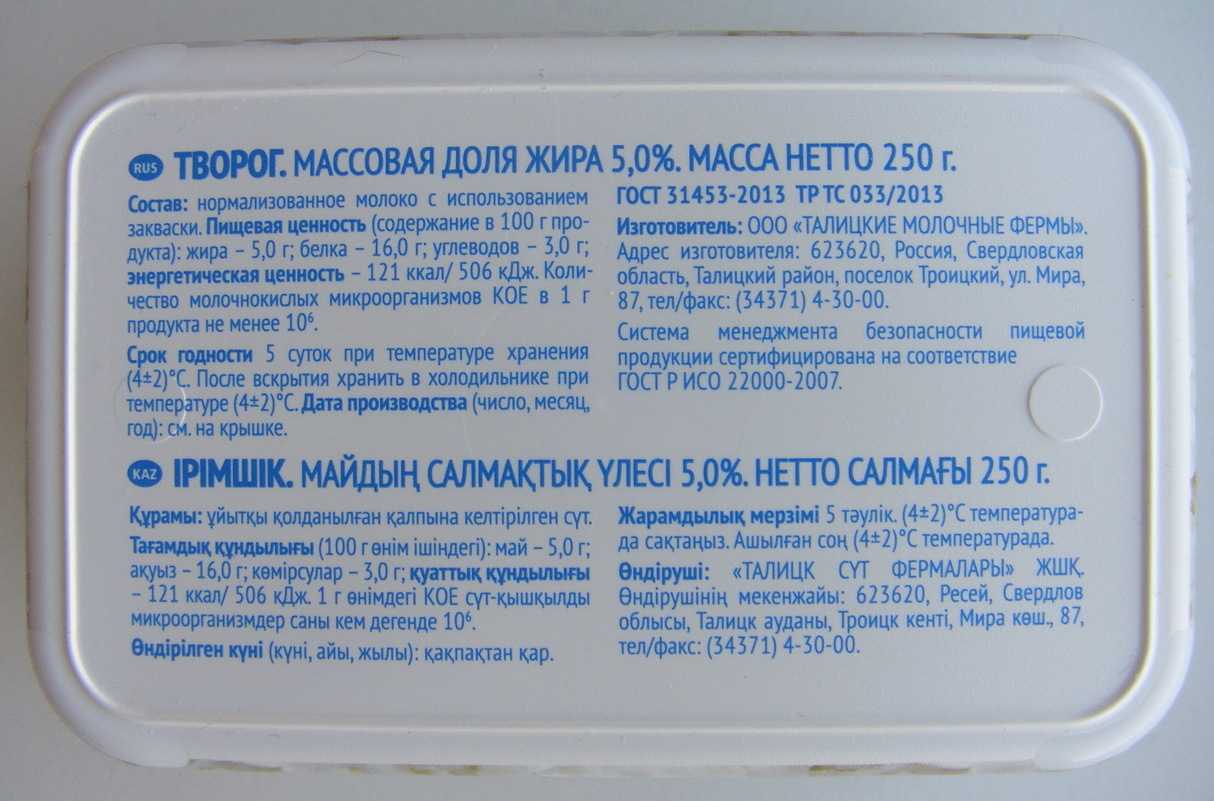 RUS ТВОРОГ. МАССОВАЯ ДОЛЯ ЖИРА 5,0%. МАССА НЕТТО 250 г.
Состав: нормализованное молоко с использованием
закваски. Пищевая ценность (содержание в 100 г про-
дукта): жира – 5,0 г; белка – 16,0 г; углеводов – 3,0 г;
энергетическая ценность – 121 ккал/ 506 кДж. Коли-
чество молочнокислых микроорганизмов КОЕ в 1 г
продукта не менее 10⁶.
Срок годности 5 суток при температуре хранения
(4±2)°С. После вскрытия хранить в холодильнике при
температуре (4±2)°С. Дата производства (число, месяц,
год): см. на крышке.
ГОСТ 31453-2013 ТР ТС 033/2013
Изготовитель: ООО «ТАЛИЦКИЕ МОЛОЧНЫЕ ФЕРМЫ».
Адрес изготовителя: 623620, Россия, Свердловская
область, Талицкий район, поселок Троицкий, ул. Мира,
87, тел/факс: (34371) 4-30-00.
Система менеджмента безопасности пищевой
продукции сертифицирована на соответствие
ГОСТ Р ИСО 22000-2007.
KAZ ІРІМШІК. МАЙДЫҢ САЛМАҚТЫҚ ҮЛЕСІ 5,0%. НЕТТО САЛМАҒЫ 250 г.
Құрамы: ұйытқы қолданылған қалпына келтірілген сүт.
Тағамдық құндылығы (100 г өнім ішіндегі): май – 5,0 г;
ақуыз – 16,0 г; көмірсулар – 3,0 г; қуаттық құндылығы
– 121 ккал/ 506 кДж. 1 г өнімдегі КОЕ сүт-қышқылды
микроорганизмдер саны кем дегенде 10⁶.
Өндірілген күні (күні, айы, жылы): қақпақтан қар.
Жарамдылық мерзімі 5 тәулік. (4±2)°С температура-
да сақтаңыз. Ашылған соң (4±2)°С температурада.
Өндіруші: «ТАЛИЦК СҮТ ФЕРМАЛАРЫ» ЖШҚ.
Өндірушінің мекенжайы: 623620, Ресей, Свердлов
облысы, Талицк ауданы, Троицк кенті, Мира көш., 87,
тел/факс: (34371) 4-30-00.